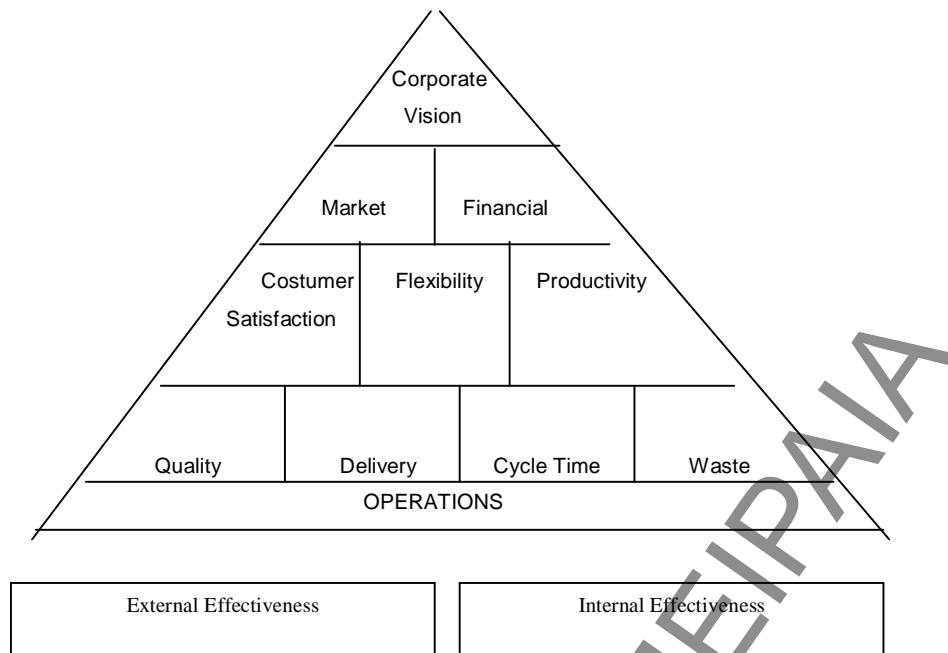 Corporate
Vision
Market Financial
Costumer Flexibility Productivity
Satisfaction
Quality Delivery Cycle Time Waste
OPERATIONS
External Effectiveness Internal Effectiveness